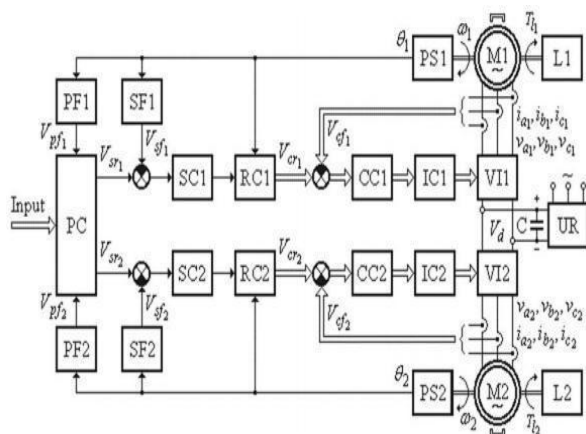 θ1 PS1 ω1 M1 ~ Tl1 L1
PF1 SF1
ia1, ib1, ic1
va1, vb1, vc1
Vpf1 Vsr1 Vsf1 Vcr1 Vcf1
SC1 RC1 CC1 IC1 VI1
Input PC
~
+
Vd C UR
-
Vsr2 Vcr2
SC2 RC2 CC2 IC2 VI2
Vpf2 Vsf2 Vcf2
va2, vb2, vc2
ia2, ib2, ic2
PF2 SF2
θ2 PS2 ω2 M2 ~ Tl2 L2